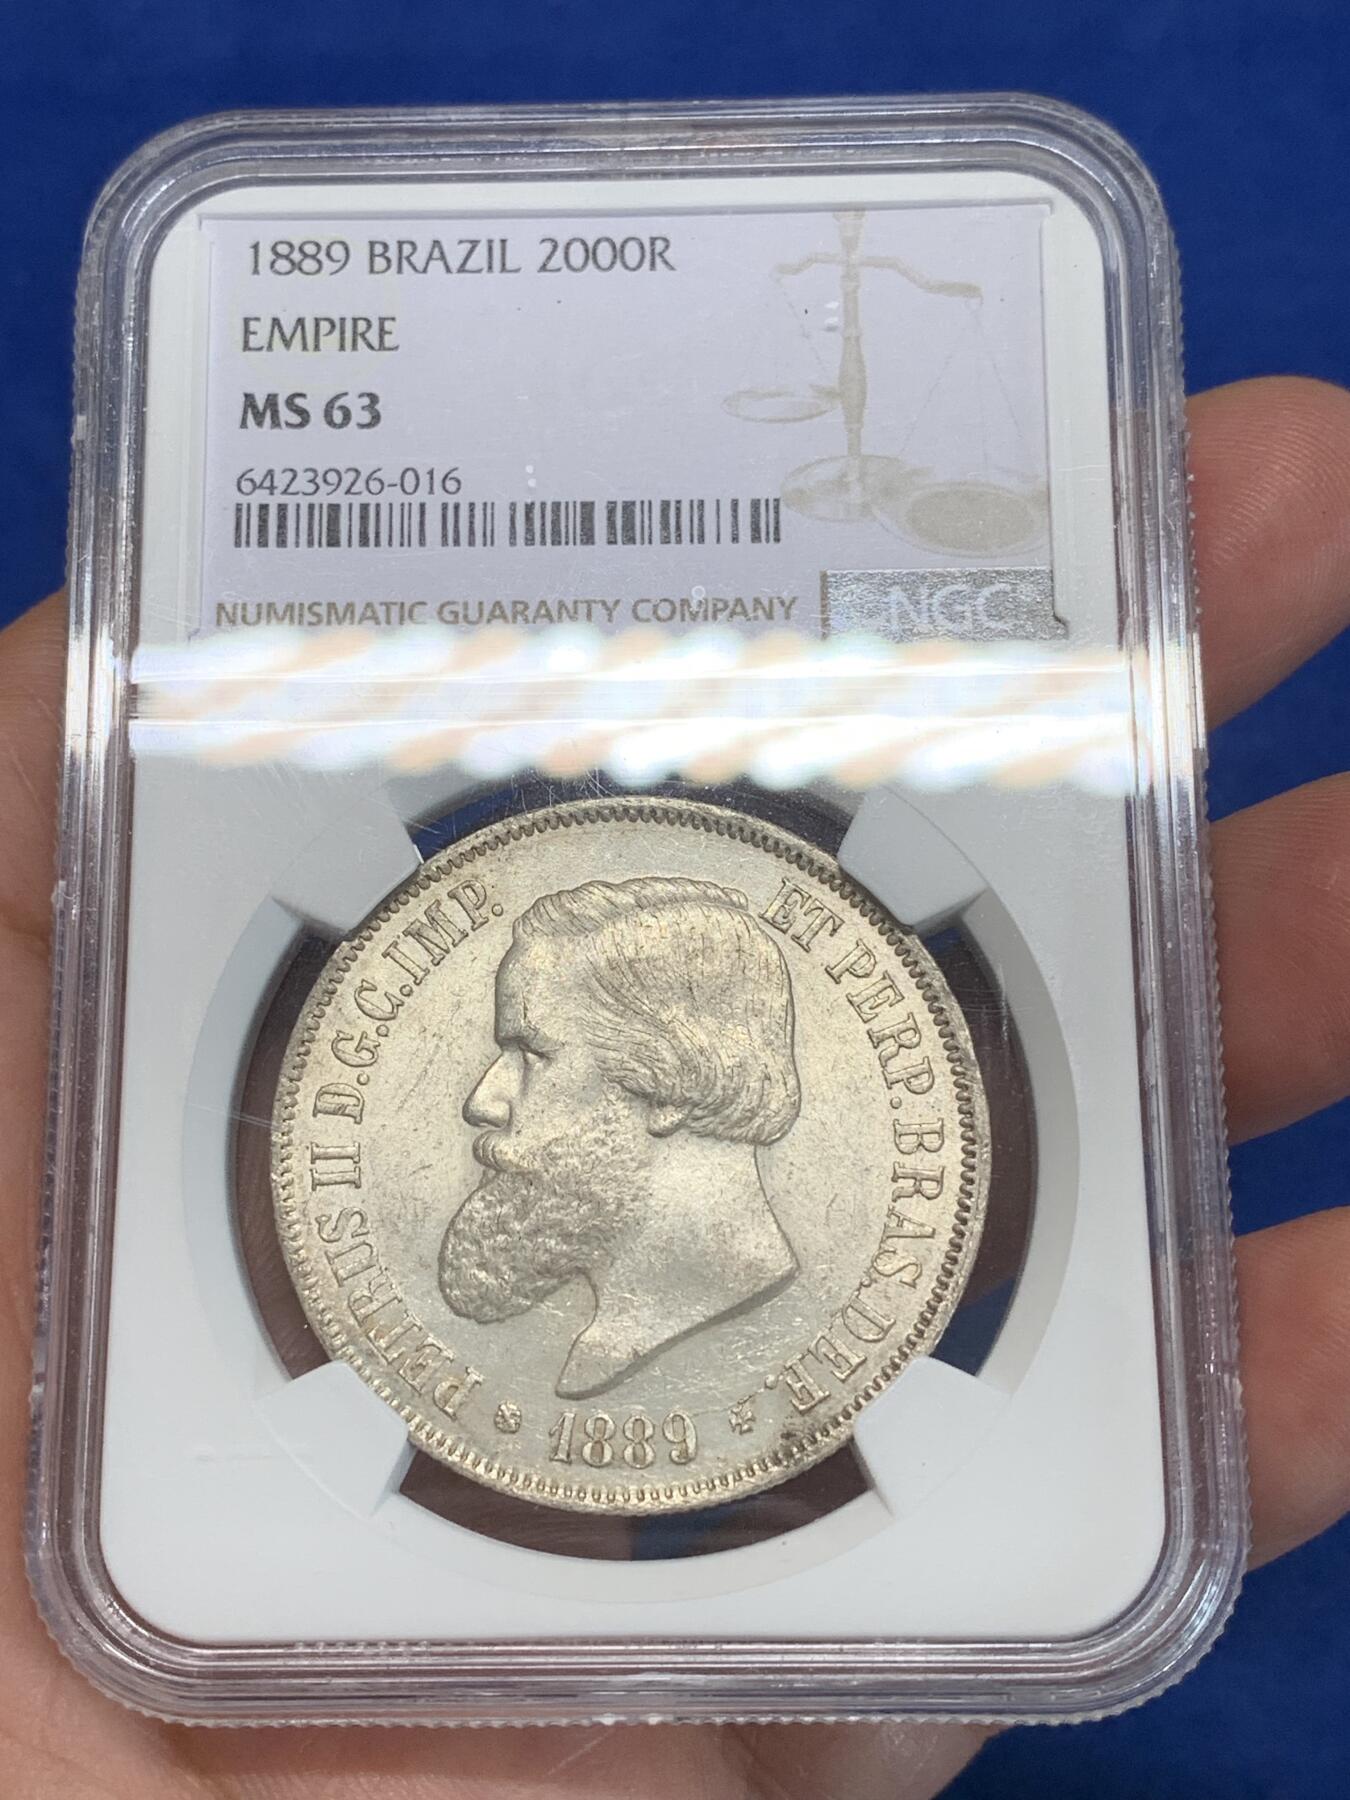 1889 BRAZIL 2000R
EMPIRE
MS 63
6423926-016
NUMISMATIC GUARANTY COMPANY
NGC
PETRUS II D.G.C.IMP. ET PERP.BRAS.DEF.
1889